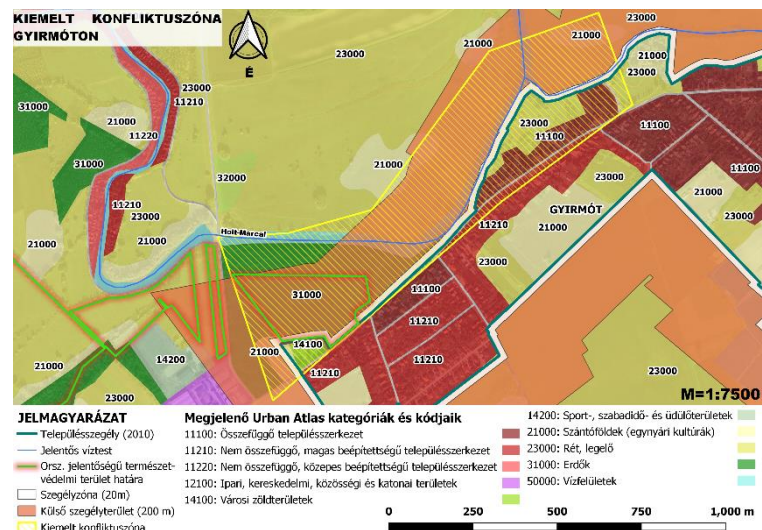 KIEMELT KONFLIKTUSZÓNA
GYIRMÓTON
É
23000
21000
21000
23000
21000
23000
31000
23000
11210
21000
11220
31000
23000
11100
11100
11100
21000
32000
23000
21000
23000
11210
23000
21000
21000
Holt-Marcal
11210
GYIRMÓT
21000
23000
31000
11100
11210
14100
21000
11210
11210
14200
21000
23000
23000
M=1:7500
JELMAGYARÁZAT
Településszegély (2010)
Jelentős víztest
Orsz. jelentőségű természet-
védelmi terület határa
Szegélyzóna (20m)
Külső szegélyterület (200 m)
Kiemelt konfliktuszóna
Megjelenő Urban Atlas kategóriák és kódjaik
11100: Összefüggő településszerkezet
11210: Nem összefüggő, magas beépítettségű településszerkezet
11220: Nem összefüggő, közepes beépítettségű településszerkezet
12100: Ipari, kereskedelmi, közösségi és katonai területek
14100: Városi zöldterületek
14200: Sport-, szabadidő- és üdülőterületek
21000: Szántóföldek (egynyári kultúrák)
23000: Rét, legelő
31000: Erdők
50000: Vízfelületek
0 250 500 750 1,000 m